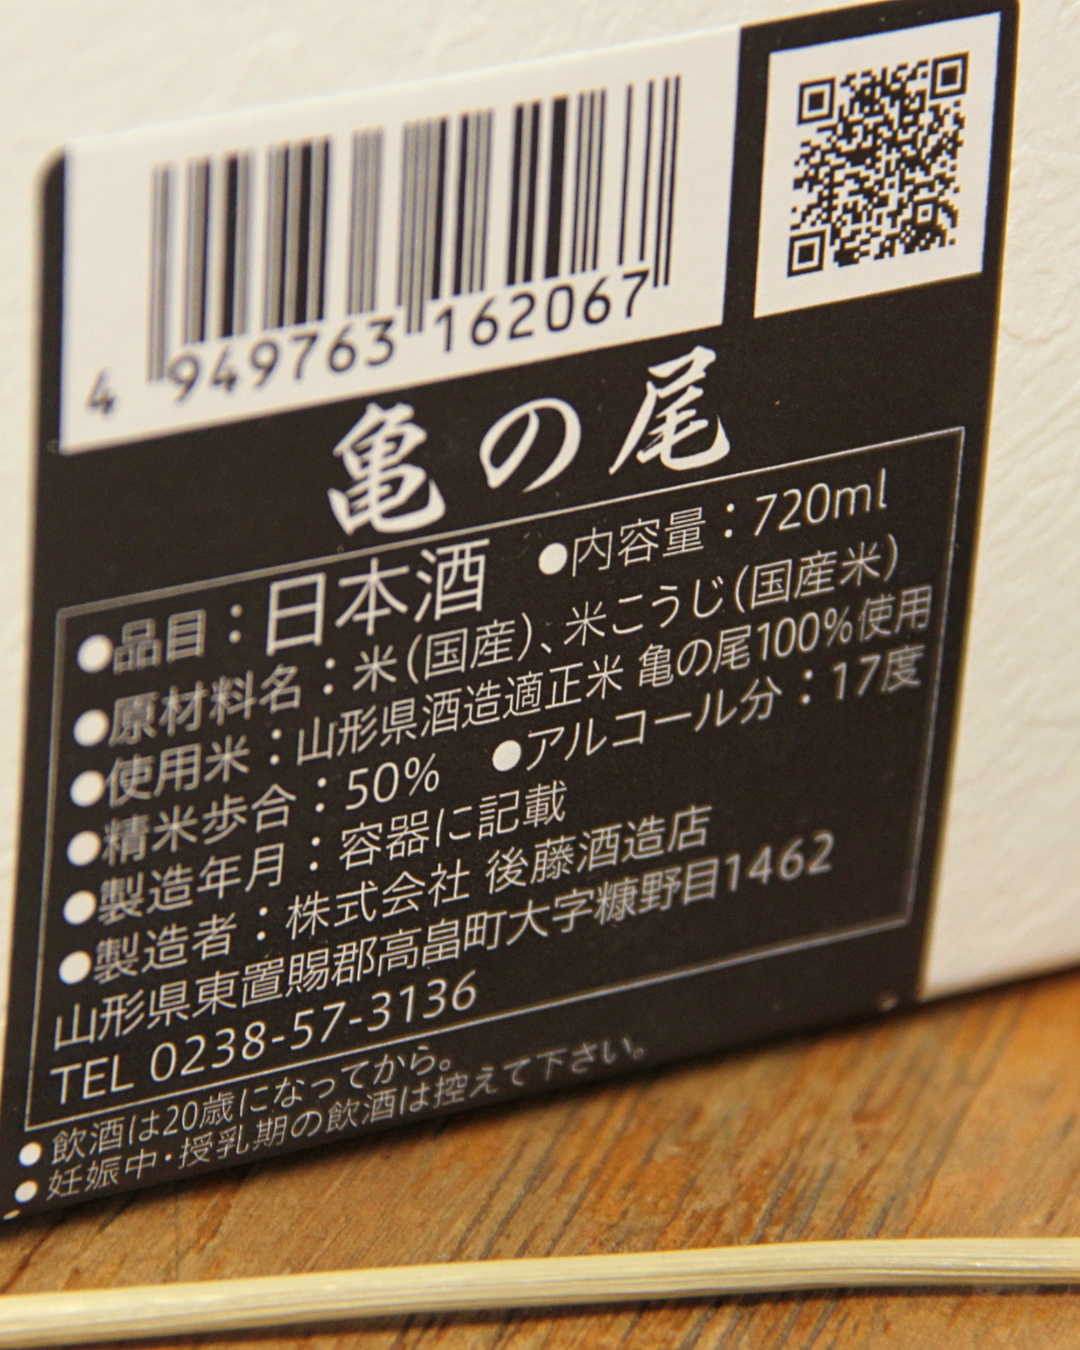 4 949763 162067
亀の尾
●品目：日本酒 ●内容量：720ml
●原材料名：米(国産)、米こうじ(国産米)
●使用米：山形県酒造適正米 亀の尾100%使用
●精米歩合：50% ●アルコール分：17度
●製造年月：容器に記載
●製造者：株式会社 後藤酒造店
山形県東置賜郡高畠町大字糠野目1462
TEL 0238-57-3136
●飲酒は20歳になってから。
●妊娠中・授乳期の飲酒は控えて下さい。